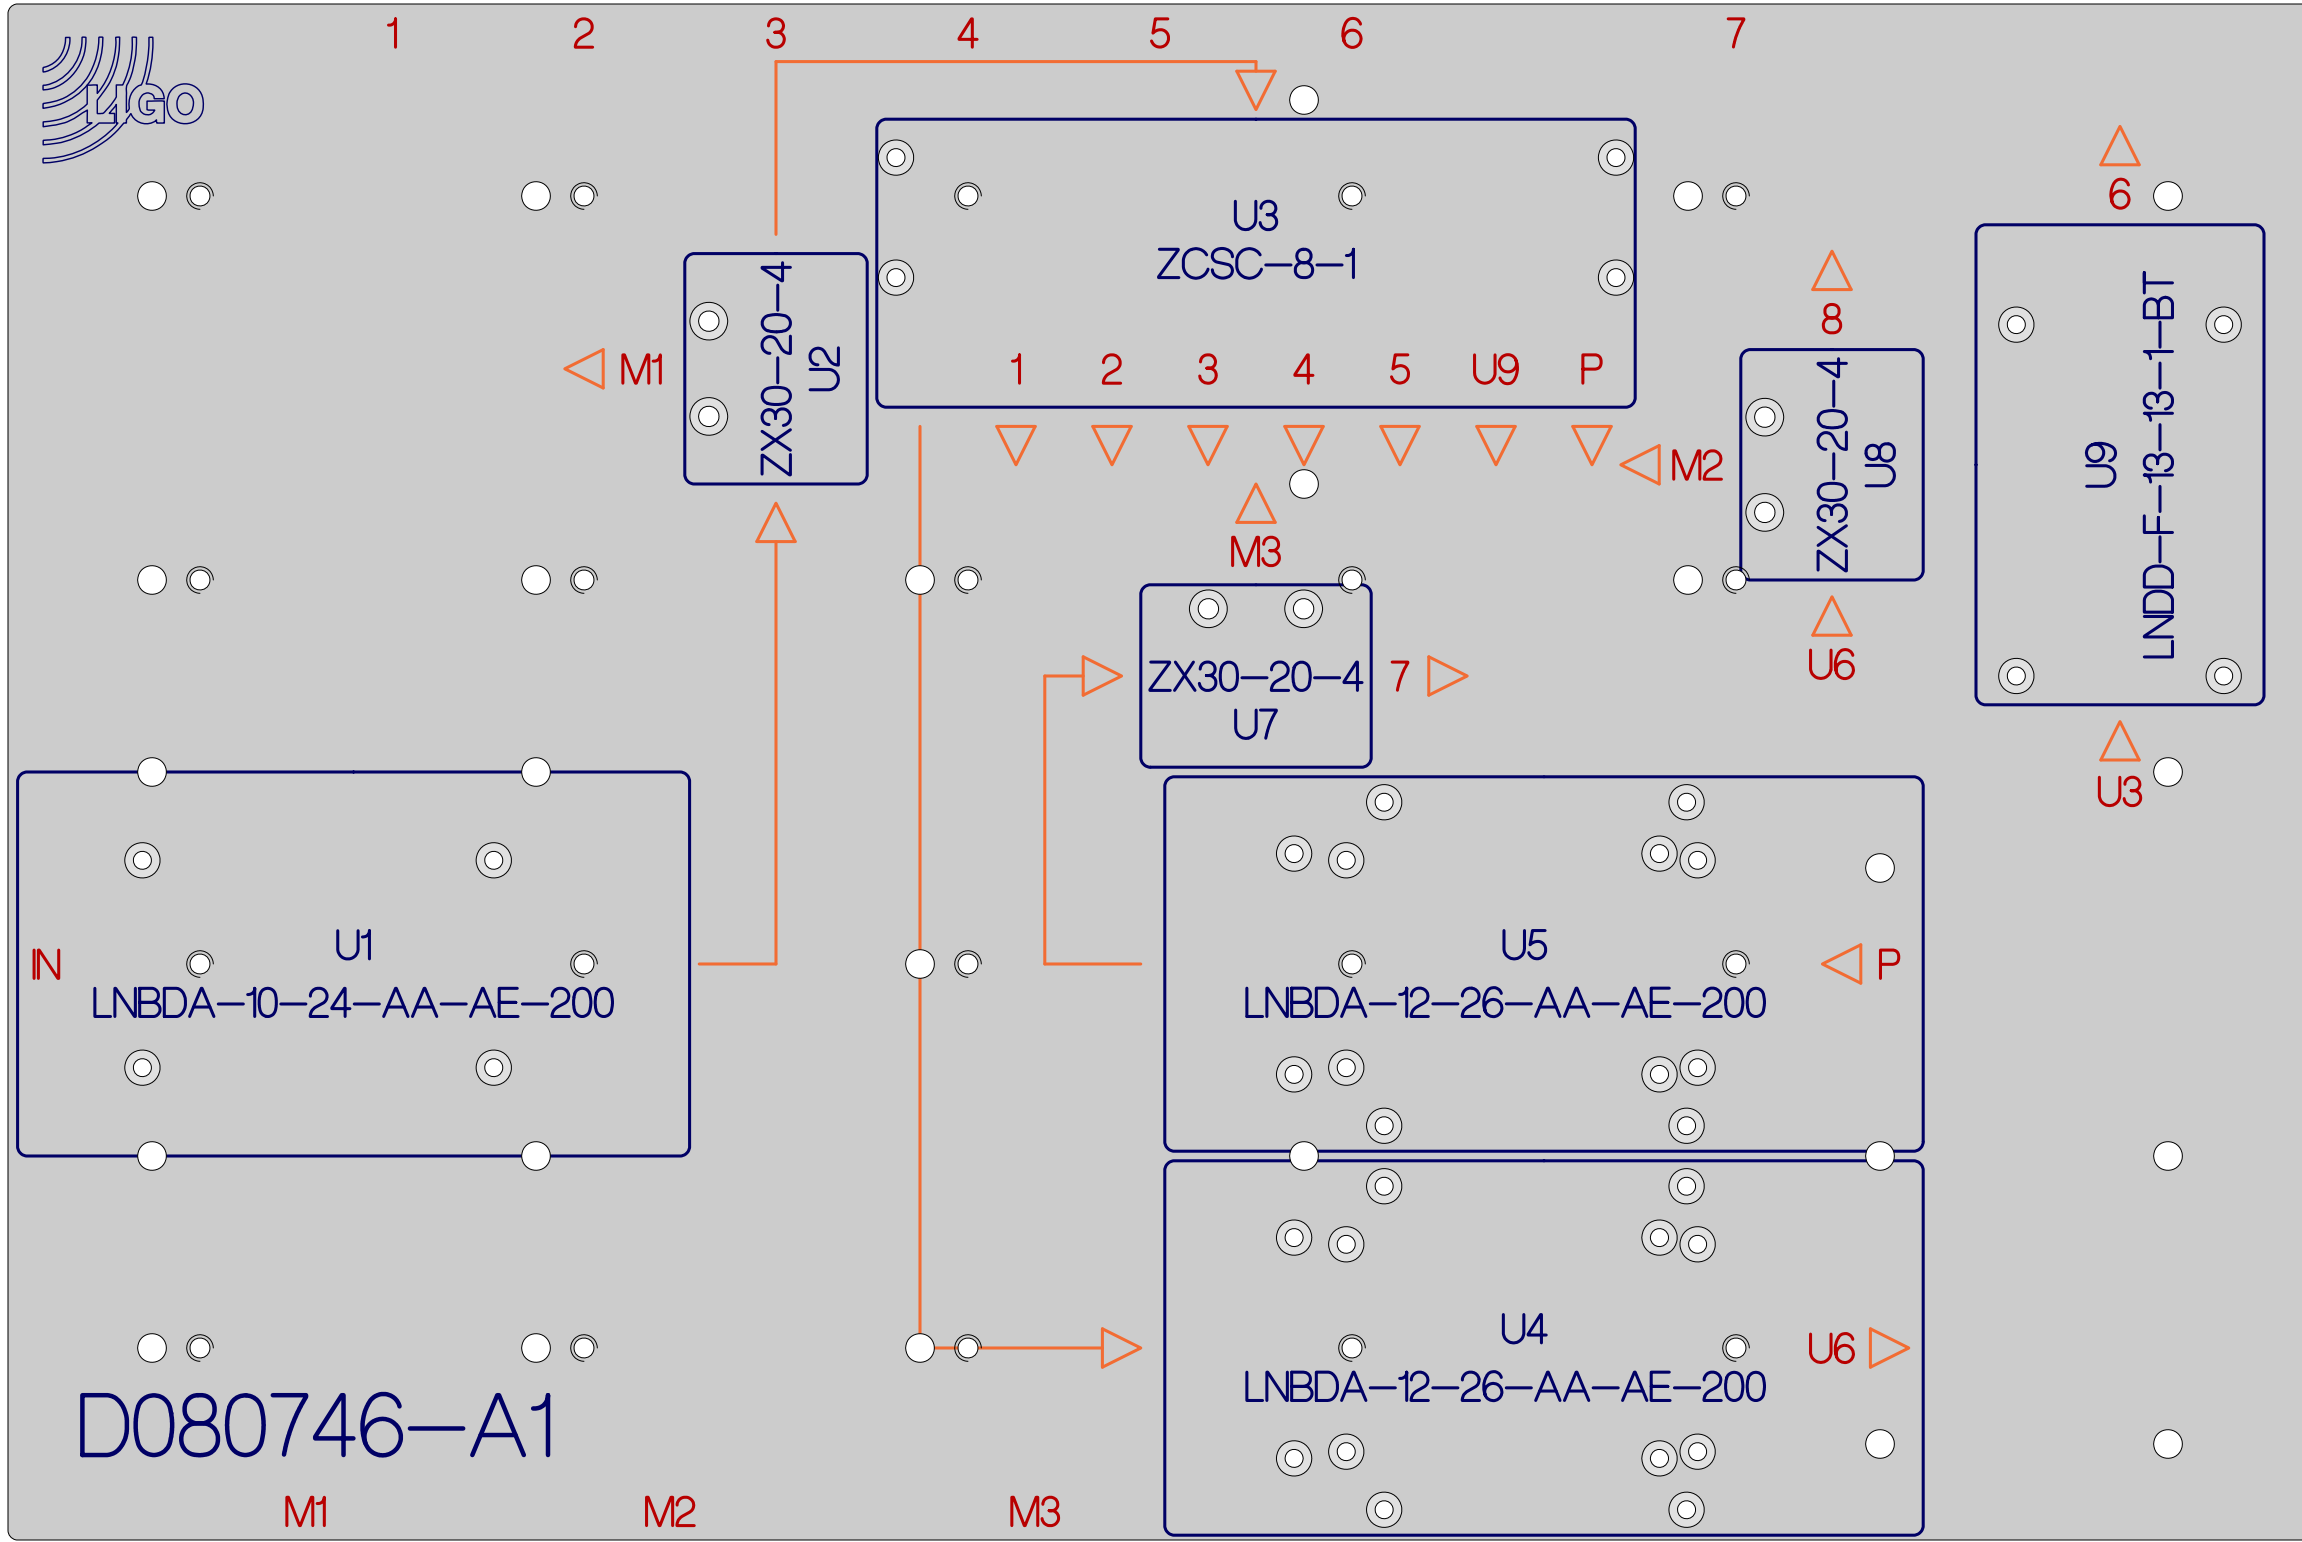 1 2 3 4 5 6 7
LIGO
6
U3
ZCSC-8-1
1 2 3 4 5 U9 P
M1
ZX30-20-4
U2
8
M2
ZX30-20-4
U8
U6
U9
LNDD-F-13-13-13-1-BT
U3
M3
ZX30-20-4
U7
7
IN
U1
LNBDA-10-24-AA-AE-200
U5
LNBDA-12-26-AA-AE-200
P
U4
LNBDA-12-26-AA-AE-200
U6
D080746-A1
M1 M2 M3